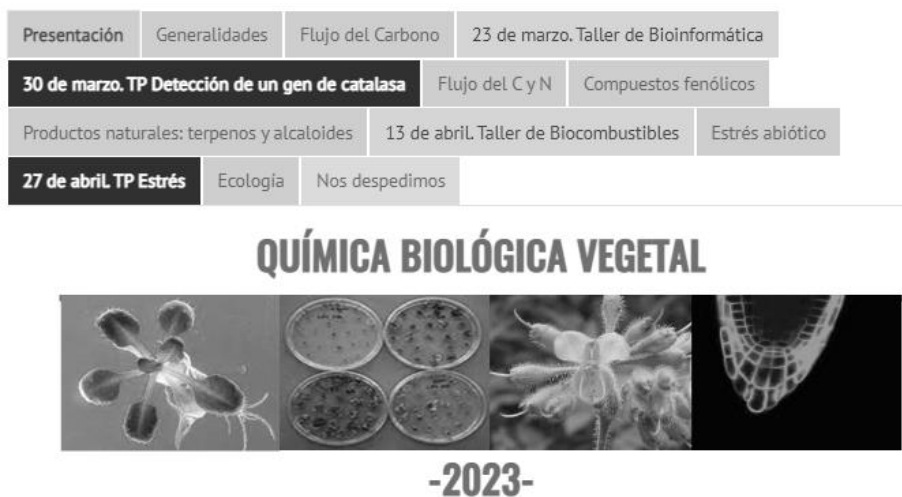 Presentación Generalidades Flujo del Carbono 23 de marzo. Taller de Bioinformática
30 de marzo. TP Detección de un gen de catalasa Flujo del C y N Compuestos fenólicos
Productos naturales: terpenos y alcaloides 13 de abril. Taller de Biocombustibles Estrés abiótico
27 de abril. TP Estrés Ecología Nos despedimos
QUÍMICA BIOLÓGICA VEGETAL
-2023-